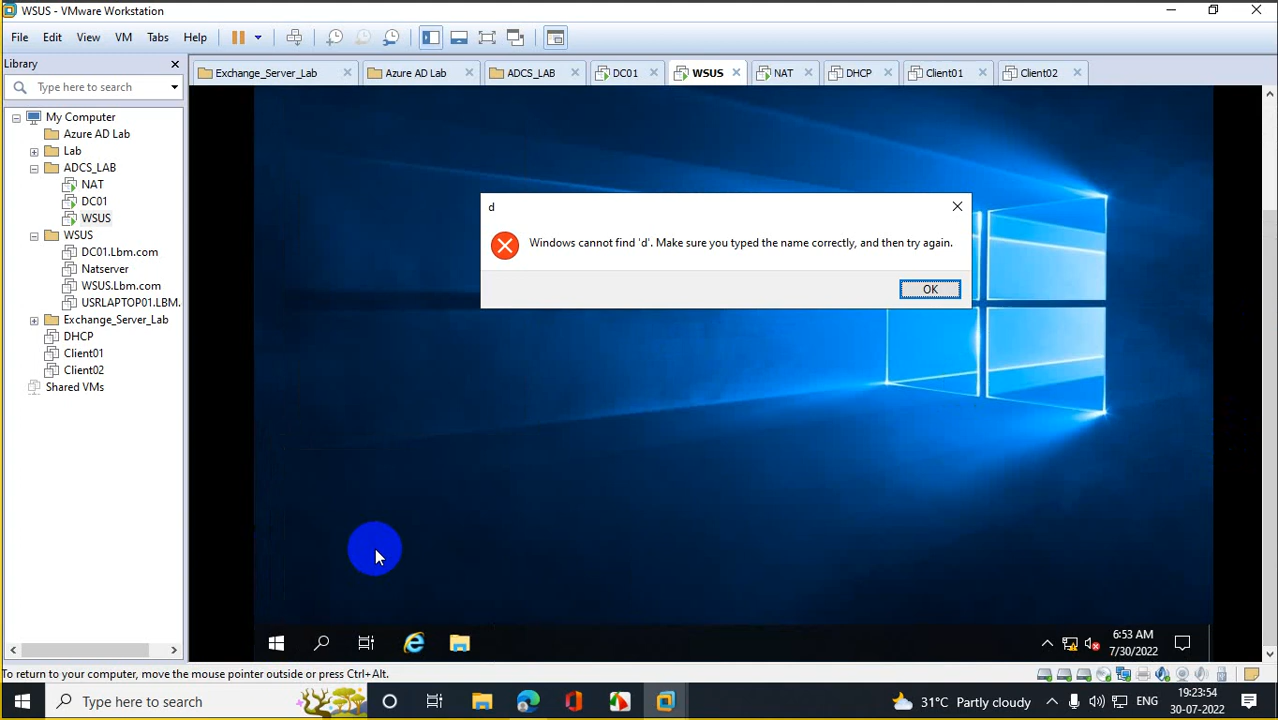 WSUS - VMware Workstation
File Edit View VM Tabs Help
Library
Type here to search
My Computer
Azure AD Lab
Lab
ADCS_LAB
NAT
DC01
WSUS
WSUS
DC01.Lbm.com
Natserver
WSUS.Lbm.com
USRLAPTOP01.LBM.
Exchange_Server_Lab
DHCP
Client01
Client02
Shared VMs
Exchange_Server_Lab Azure AD Lab ADCS_LAB DC01 WSUS NAT DHCP Client01 Client02
d
Windows cannot find 'd'. Make sure you typed the name correctly, and then try again.
OK
6:53 AM
7/30/2022
To return to your computer, move the mouse pointer outside or press Ctrl+Alt.
Type here to search
31°C Partly cloudy
ENG
19:23:54
30-07-2022